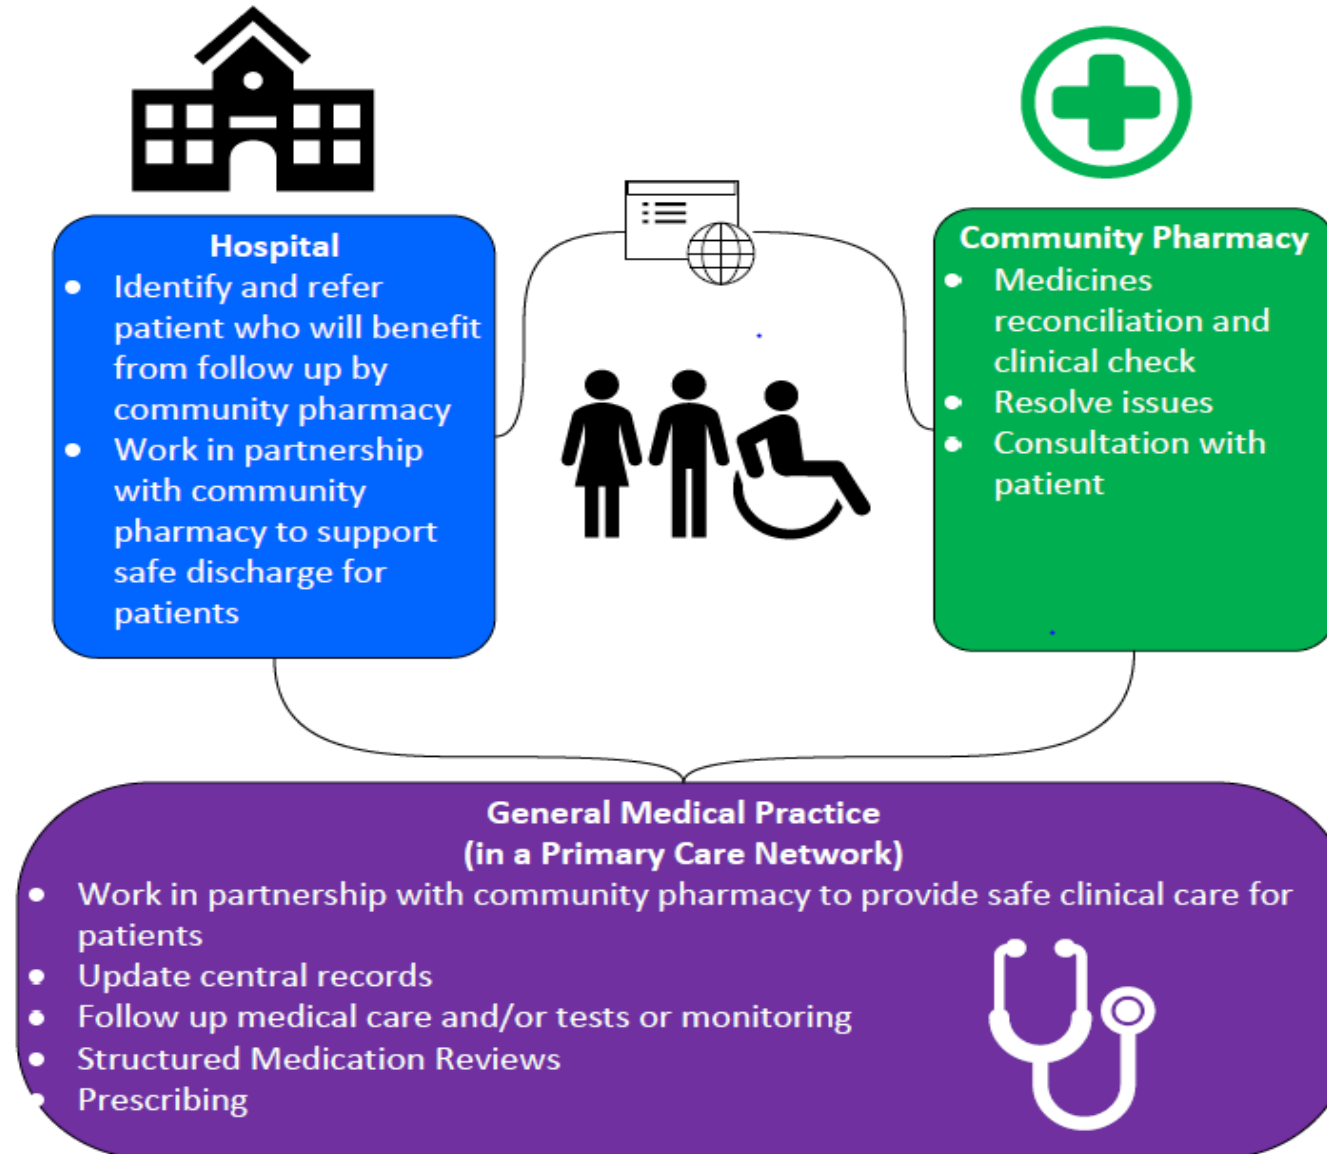 Hospital
• Identify and refer
patient who will benefit
from follow up by
community pharmacy
• Work in partnership
with community
pharmacy to support
safe discharge for
patients
Community Pharmacy
• Medicines
reconciliation and
clinical check
• Resolve issues
• Consultation with
patient
General Medical Practice
(in a Primary Care Network)
• Work in partnership with community pharmacy to provide safe clinical care for
patients
• Update central records
• Follow up medical care and/or tests or monitoring
• Structured Medication Reviews
• Prescribing